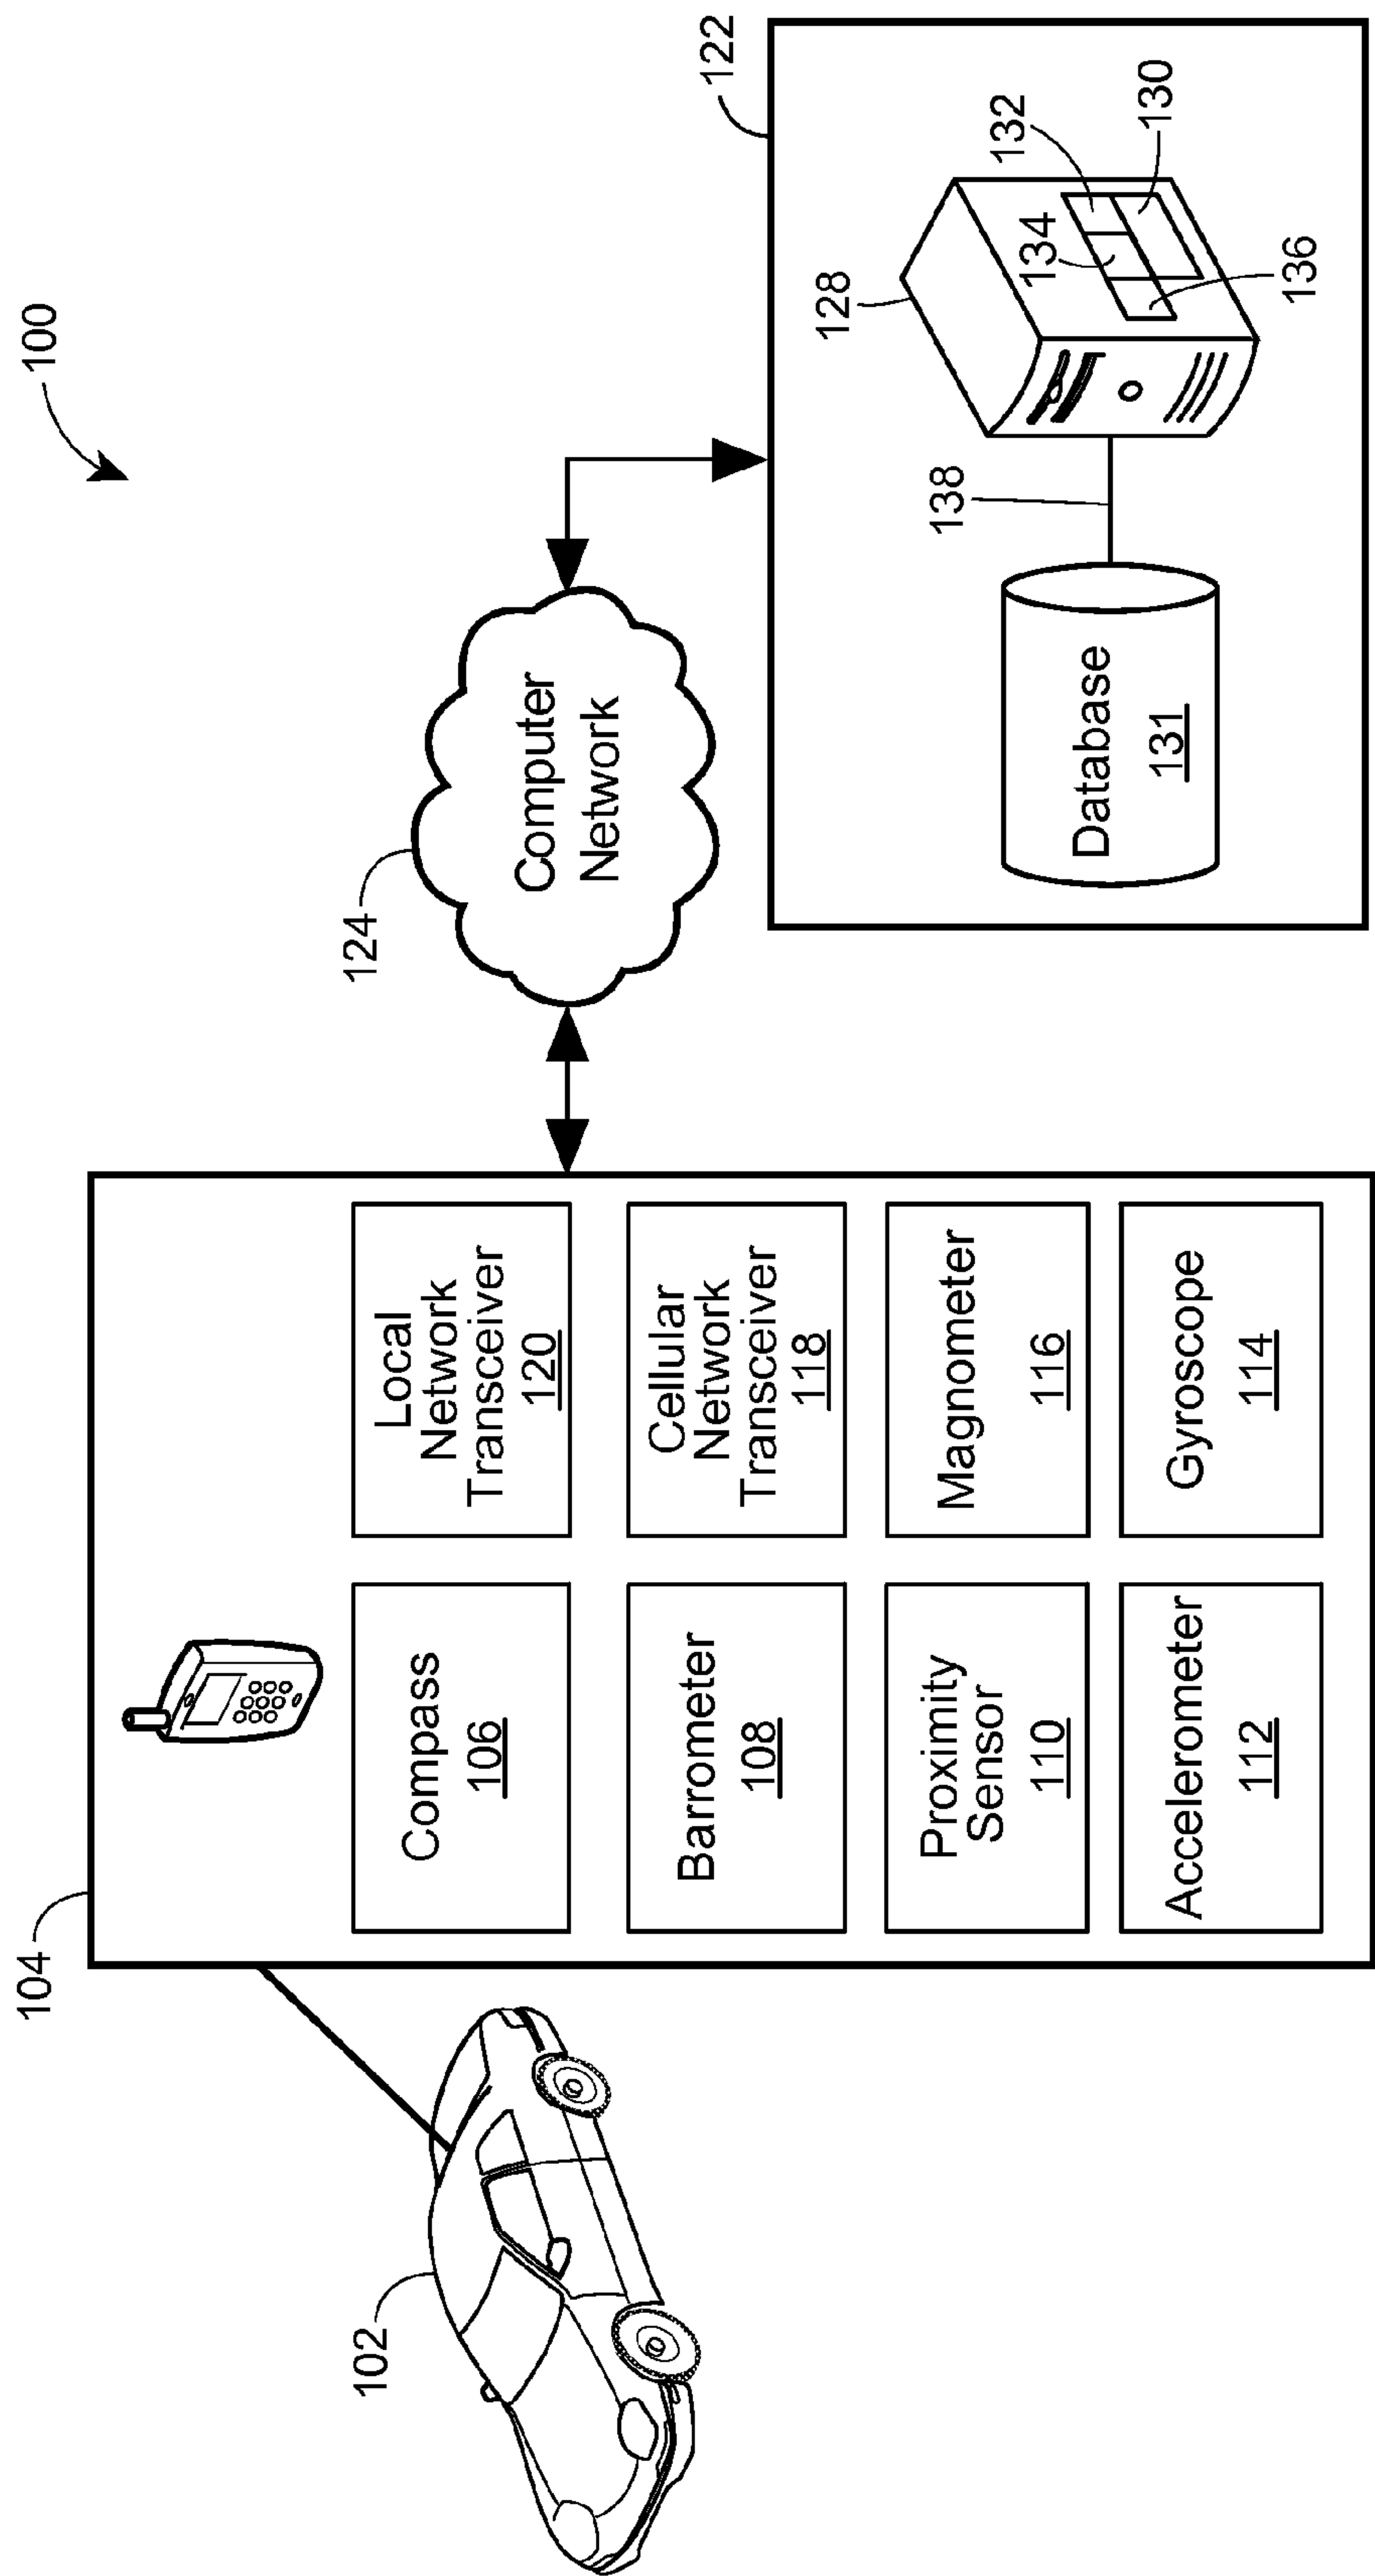 100
104
102
Compass
106
Barrometer
108
Proximity
Sensor
110
Accelerometer
112
Local
Network
Transceiver
120
Cellular
Network
Transceiver
118
Magnometer
116
Gyroscope
114
124
Computer
Network
122
Database
131
138
128
134
132
130
136